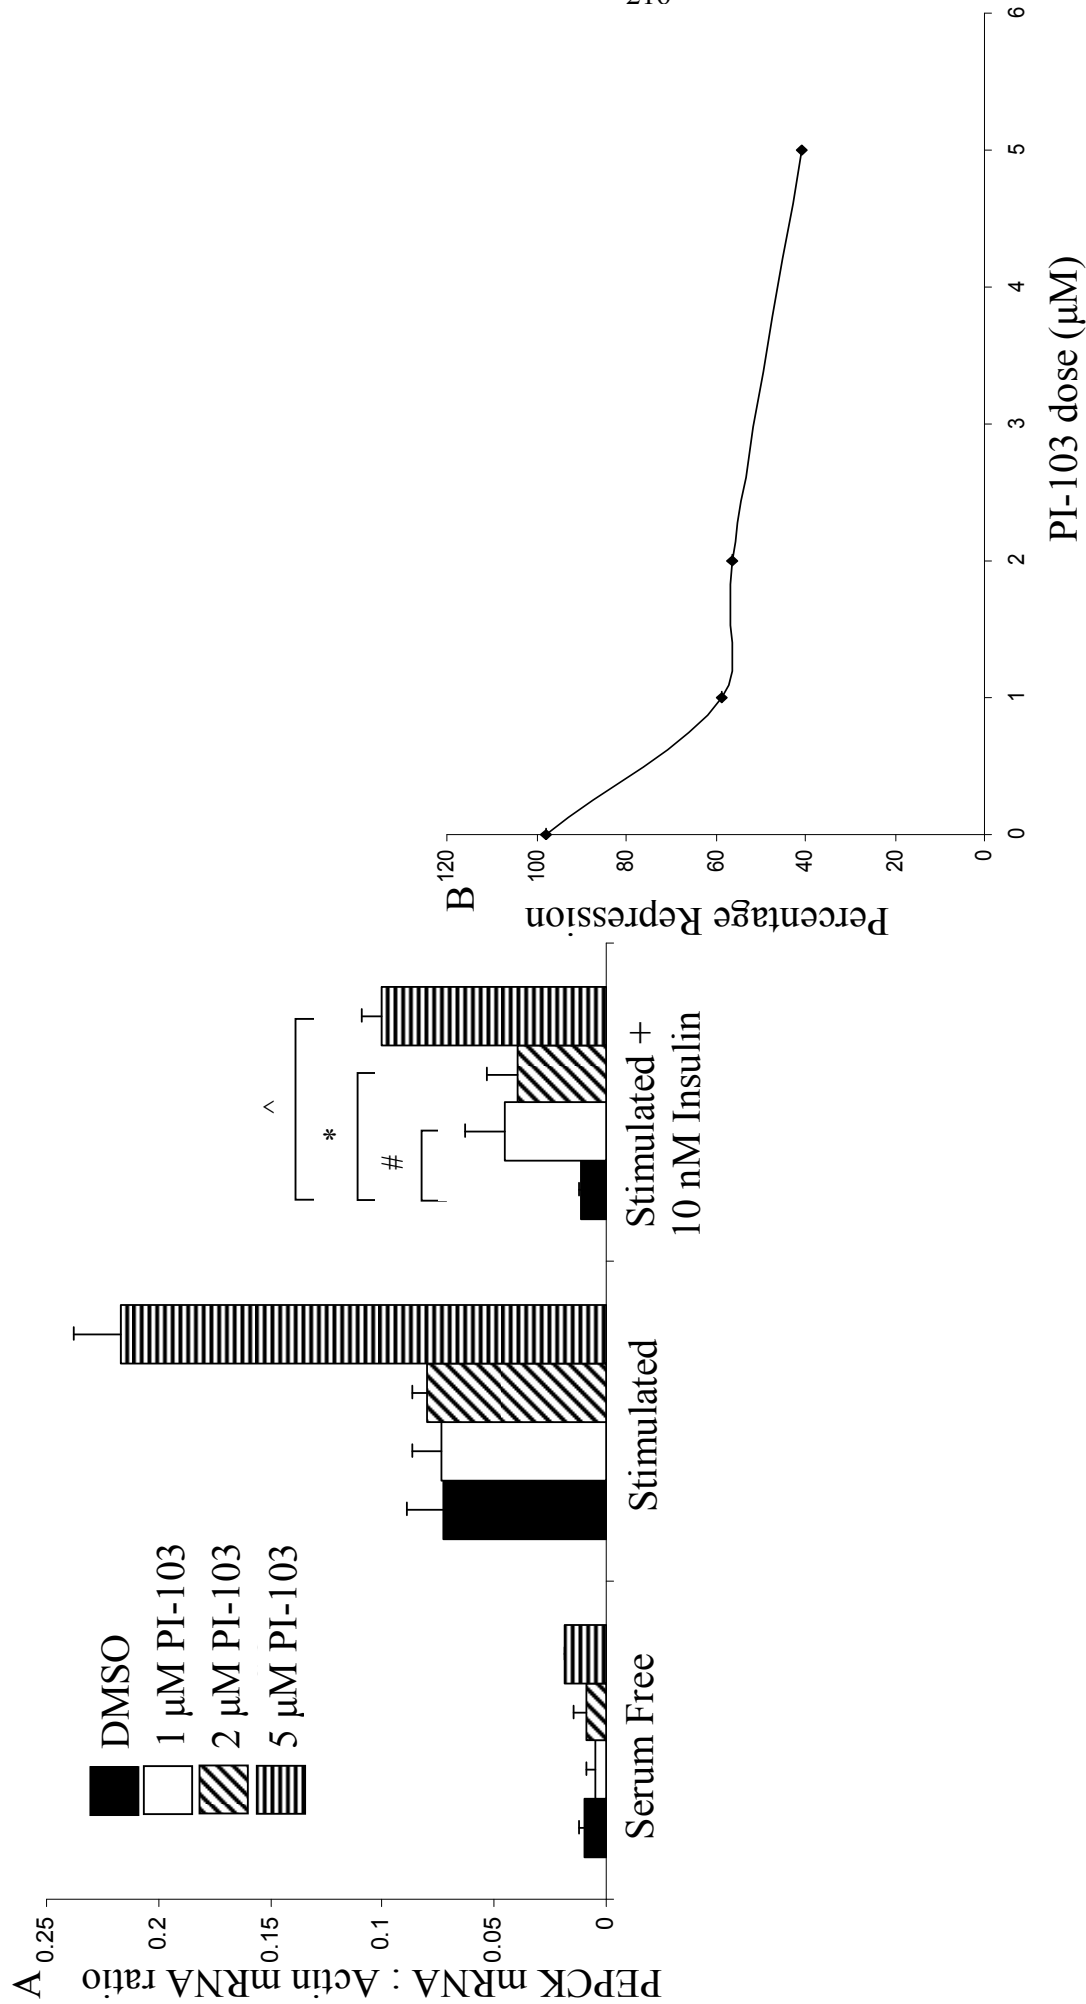 A
PEPCK mRNA : Actin mRNA ratio
0.25
0.2
0.15
0.1
0.05
0
DMSO
1 µM PI-103
2 µM PI-103
5 µM PI-103
Serum Free
Stimulated
Stimulated +
10 nM Insulin
#
*
^
B
Percentage Repression
120
100
80
60
40
20
0
0
1
2
3
4
5
6
PI-103 dose (µM)